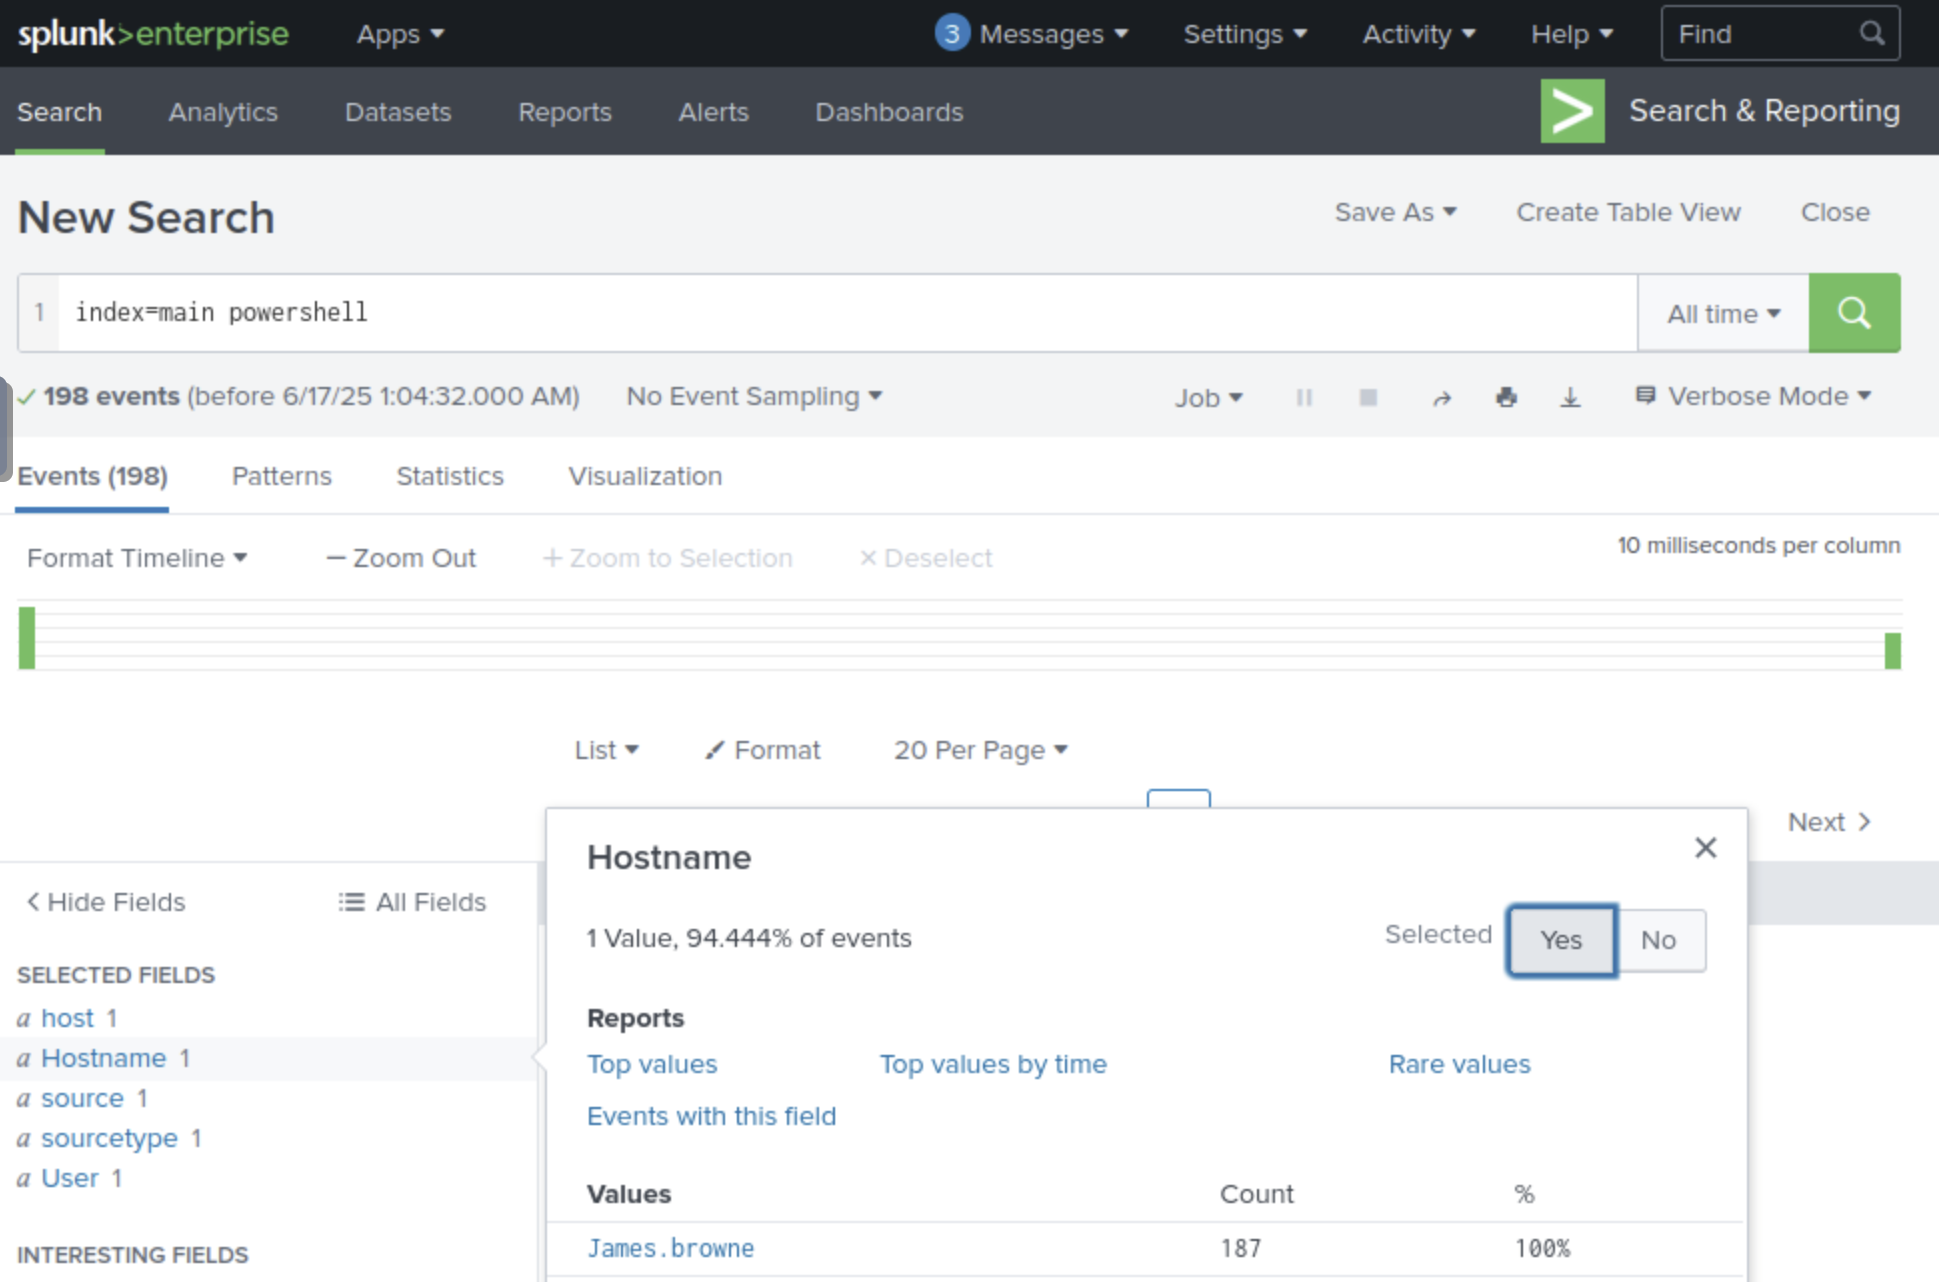 splunk>enterprise Apps 3 Messages Settings Activity Help Find
Search Analytics Datasets Reports Alerts Dashboards Search & Reporting
New Search Save As Create Table View Close
1 index=main powershell All time
198 events (before 6/17/25 1:04:32.000 AM) No Event Sampling Job Verbose Mode
Events (198) Patterns Statistics Visualization
Format Timeline — Zoom Out + Zoom to Selection × Deselect 10 milliseconds per column
List Format 20 Per Page
Next >
Hostname ×
< Hide Fields All Fields
1 Value, 94.444% of events Selected Yes No
SELECTED FIELDS
a host 1
Reports
a Hostname 1
Top values Top values by time Rare values
a source 1
Events with this field
a sourcetype 1
a User 1
Values Count %
INTERESTING FIELDS
James.browne 187 100%